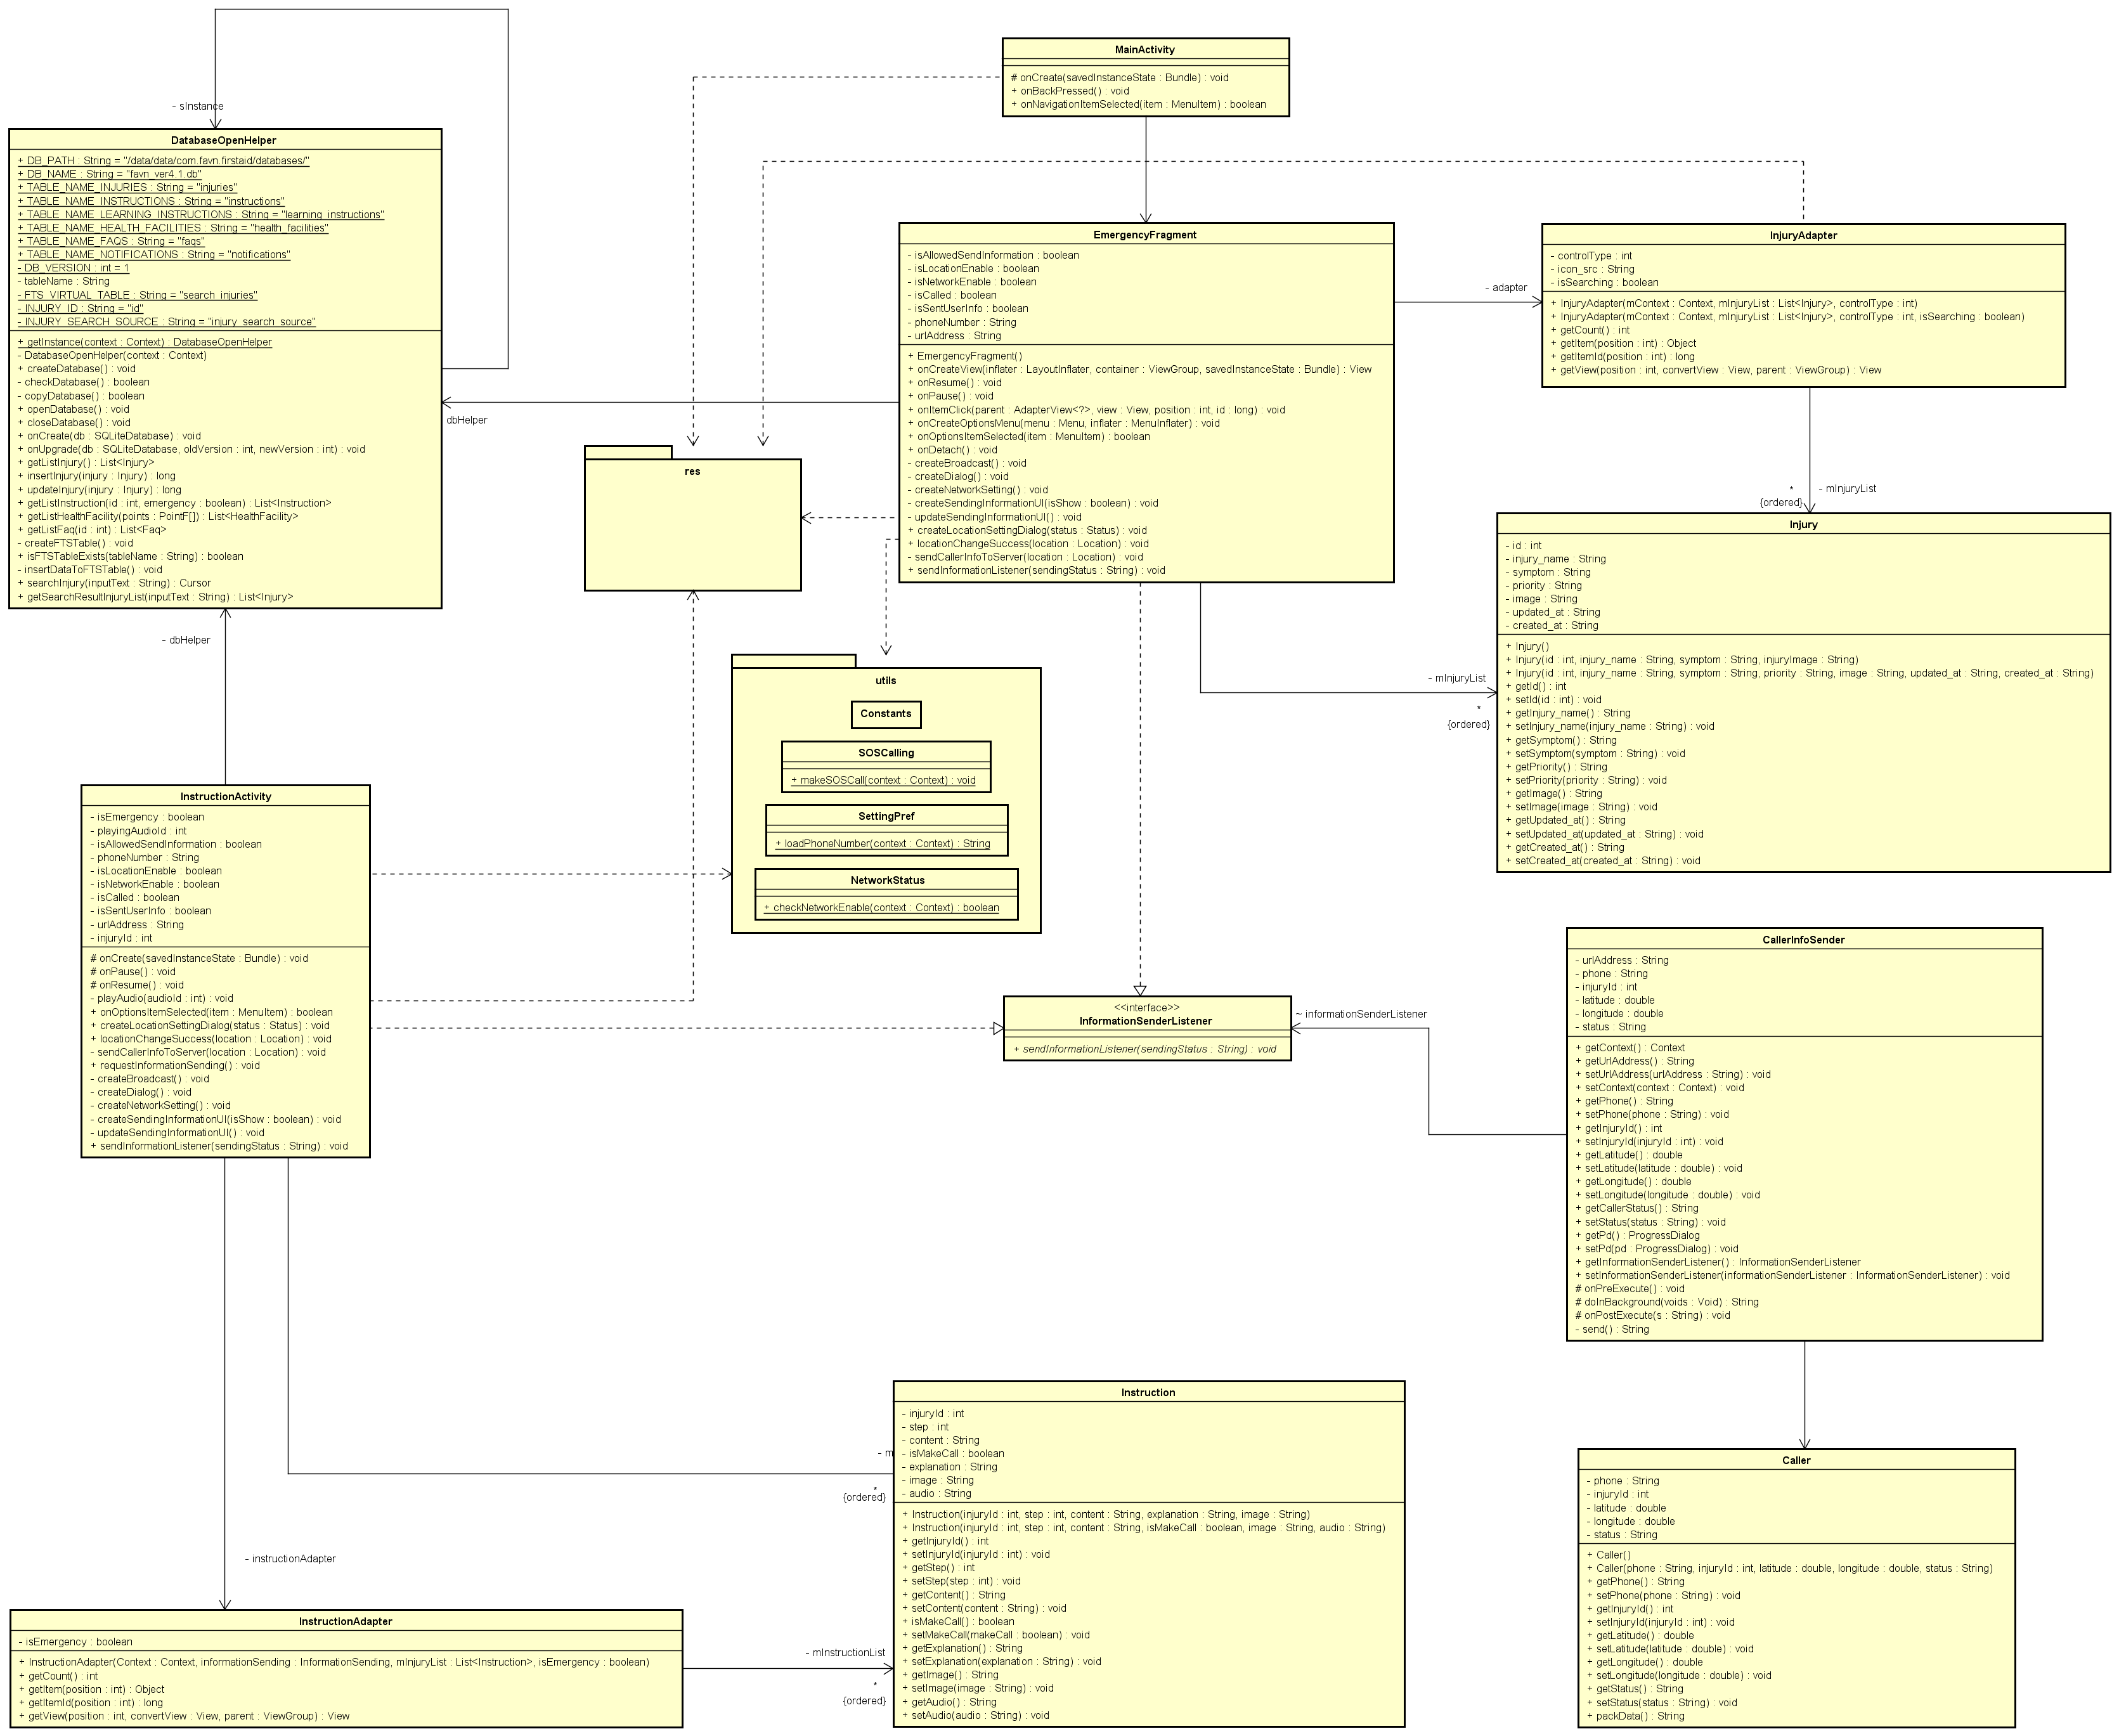 MainActivity
# onCreate(savedInstanceState : Bundle) : void
+ onBackPressed() : void
+ onNavigationItemSelected(item : MenuItem) : boolean
- sInstance
DatabaseOpenHelper
+ DB_PATH : String = "/data/data/com.favn.firstaid/databases/"
+ DB_NAME : String = "favn_ver4.1.db"
+ TABLE_NAME_INJURIES : String = "injuries"
+ TABLE_NAME_INSTRUCTIONS : String = "instructions"
+ TABLE_NAME_LEARNING_INSTRUCTIONS : String = "learning_instructions"
+ TABLE_NAME_HEALTH_FACILITIES : String = "health_facilities"
+ TABLE_NAME_FAQS : String = "faqs"
+ TABLE_NAME_NOTIFICATIONS : String = "notifications"
- DB_VERSION : int = 1
- tableName : String
- FTS_VIRTUAL_TABLE : String = "search_injuries"
- INJURY_ID : String = "id"
- INJURY_SEARCH_SOURCE : String = "injury_search_source"
+ getInstance(context : Context) : DatabaseOpenHelper
- DatabaseOpenHelper(context : Context)
+ createDatabase() : void
- checkDatabase() : boolean
- copyDatabase() : boolean
+ openDatabase() : void
+ closeDatabase() : void
+ onCreate(db : SQLiteDatabase) : void
+ onUpgrade(db : SQLiteDatabase, oldVersion : int, newVersion : int) : void
+ getListInjury() : List<Injury>
+ insertInjury(injury : Injury) : long
+ updateInjury(injury : Injury) : long
+ getListInstruction(id : int, emergency : boolean) : List<Instruction>
+ getListHealthFacility(points : PointF[]) : List<HealthFacility>
+ getListFaq(id : int) : List<Faq>
- createFTSTable() : void
+ isFTSTableExists(tableName : String) : boolean
- insertDataToFTSTable() : void
+ searchInjury(inputText : String) : Cursor
+ getSearchResultInjuryList(inputText : String) : List<Injury>
dbHelper
- dbHelper
EmergencyFragment
- isAllowedSendInformation : boolean
- isLocationEnable : boolean
- isNetworkEnable : boolean
- isCalled : boolean
- isSentUserInfo : boolean
- phoneNumber : String
- urlAddress : String
+ EmergencyFragment()
+ onCreateView(inflater : LayoutInflater, container : ViewGroup, savedInstanceState : Bundle) : View
+ onResume() : void
+ onPause() : void
+ onItemClick(parent : AdapterView<?>, view : View, position : int, id : long) : void
+ onCreateOptionsMenu(menu : Menu, inflater : MenuInflater) : void
+ onOptionsItemSelected(item : MenuItem) : boolean
+ onDetach() : void
- createBroadcast() : void
- createDialog() : void
- createNetworkSetting() : void
- createSendingInformationUI(isShow : boolean) : void
- updateSendingInformationUI() : void
+ createLocationSettingDialog(status : Status) : void
+ locationChangeSuccess(location : Location) : void
- sendCallerInfoToServer(location : Location) : void
+ sendInformationListener(sendingStatus : String) : void
- adapter
InjuryAdapter
- controlType : int
- icon_src : String
- isSearching : boolean
+ InjuryAdapter(mContext : Context, mInjuryList : List<Injury>, controlType : int)
+ InjuryAdapter(mContext : Context, mInjuryList : List<Injury>, controlType : int, isSearching : boolean)
+ getCount() : int
+ getItem(position : int) : Object
+ getItemId(position : int) : long
+ getView(position : int, convertView : View, parent : ViewGroup) : View
* - mInjuryList
{ordered}
res
Injury
- id : int
- injury_name : String
- symptom : String
- priority : String
- image : String
- updated_at : String
- created_at : String
+ Injury()
+ Injury(id : int, injury_name : String, symptom : String, injuryImage : String)
+ Injury(id : int, injury_name : String, symptom : String, priority : String, image : String, updated_at : String, created_at : String)
+ getId() : int
+ setId(id : int) : void
+ getInjury_name() : String
+ setInjury_name(injury_name : String) : void
+ getSymptom() : String
+ setSymptom(symptom : String) : void
+ getPriority() : String
+ setPriority(priority : String) : void
+ getImage() : String
+ setImage(image : String) : void
+ getUpdated_at() : String
+ setUpdated_at(updated_at : String) : void
+ getCreated_at() : String
+ setCreated_at(created_at : String) : void
- mInjuryList
*
{ordered}
utils
Constants
SOSCalling
+ makeSOSCall(context : Context) : void
SettingPref
+ loadPhoneNumber(context : Context) : String
NetworkStatus
+ checkNetworkEnable(context : Context) : boolean
InstructionActivity
- isEmergency : boolean
- playingAudioId : int
- isAllowedSendInformation : boolean
- phoneNumber : String
- isLocationEnable : boolean
- isNetworkEnable : boolean
- isCalled : boolean
- isSentUserInfo : boolean
- urlAddress : String
- injuryId : int
# onCreate(savedInstanceState : Bundle) : void
# onPause() : void
# onResume() : void
- playAudio(audioId : int) : void
+ onOptionsItemSelected(item : MenuItem) : boolean
+ createLocationSettingDialog(status : Status) : void
+ locationChangeSuccess(location : Location) : void
- sendCallerInfoToServer(location : Location) : void
+ requestInformationSending() : void
- createBroadcast() : void
- createDialog() : void
- createNetworkSetting() : void
- createSendingInformationUI(isShow : boolean) : void
- updateSendingInformationUI() : void
+ sendInformationListener(sendingStatus : String) : void
<<interface>>
InformationSenderListener
+ sendInformationListener(sendingStatus : String) : void
~ informationSenderListener
CallerInfoSender
- urlAddress : String
- phone : String
- injuryId : int
- latitude : double
- longitude : double
- status : String
+ getContext() : Context
+ getUrlAddress() : String
+ setUrlAddress(urlAddress : String) : void
+ setContext(context : Context) : void
+ getPhone() : String
+ setPhone(phone : String) : void
+ getInjuryId() : int
+ setInjuryId(injuryId : int) : void
+ getLatitude() : double
+ setLatitude(latitude : double) : void
+ getLongitude() : double
+ setLongitude(longitude : double) : void
+ getCallerStatus() : String
+ setStatus(status : String) : void
+ getPd() : ProgressDialog
+ setPd(pd : ProgressDialog) : void
+ getInformationSenderListener() : InformationSenderListener
+ setInformationSenderListener(informationSenderListener : InformationSenderListener) : void
# onPreExecute() : void
# doInBackground(voids : Void) : String
# onPostExecute(s : String) : void
- send() : String
- m
*
{ordered}
Instruction
- injuryId : int
- step : int
- content : String
- isMakeCall : boolean
- explanation : String
- image : String
- audio : String
+ Instruction(injuryId : int, step : int, content : String, explanation : String, image : String)
+ Instruction(injuryId : int, step : int, content : String, isMakeCall : boolean, image : String, audio : String)
+ getInjuryId() : int
+ setInjuryId(injuryId : int) : void
+ getStep() : int
+ setStep(step : int) : void
+ getContent() : String
+ setContent(content : String) : void
+ isMakeCall() : boolean
+ setMakeCall(makeCall : boolean) : void
+ getExplanation() : String
+ setExplanation(explanation : String) : void
+ getImage() : String
+ setImage(image : String) : void
+ getAudio() : String
+ setAudio(audio : String) : void
Caller
- phone : String
- injuryId : int
- latitude : double
- longitude : double
- status : String
+ Caller()
+ Caller(phone : String, injuryId : int, latitude : double, longitude : double, status : String)
+ getPhone() : String
+ setPhone(phone : String) : void
+ getInjuryId() : int
+ setInjuryId(injuryId : int) : void
+ getLatitude() : double
+ setLatitude(latitude : double) : void
+ getLongitude() : double
+ setLongitude(longitude : double) : void
+ getStatus() : String
+ setStatus(status : String) : void
+ packData() : String
- instructionAdapter
InstructionAdapter
- isEmergency : boolean
+ InstructionAdapter(Context : Context, informationSending : InformationSending, mInjuryList : List<Instruction>, isEmergency : boolean)
+ getCount() : int
+ getItem(position : int) : Object
+ getItemId(position : int) : long
+ getView(position : int, convertView : View, parent : ViewGroup) : View
- mInstructionList
*
{ordered}